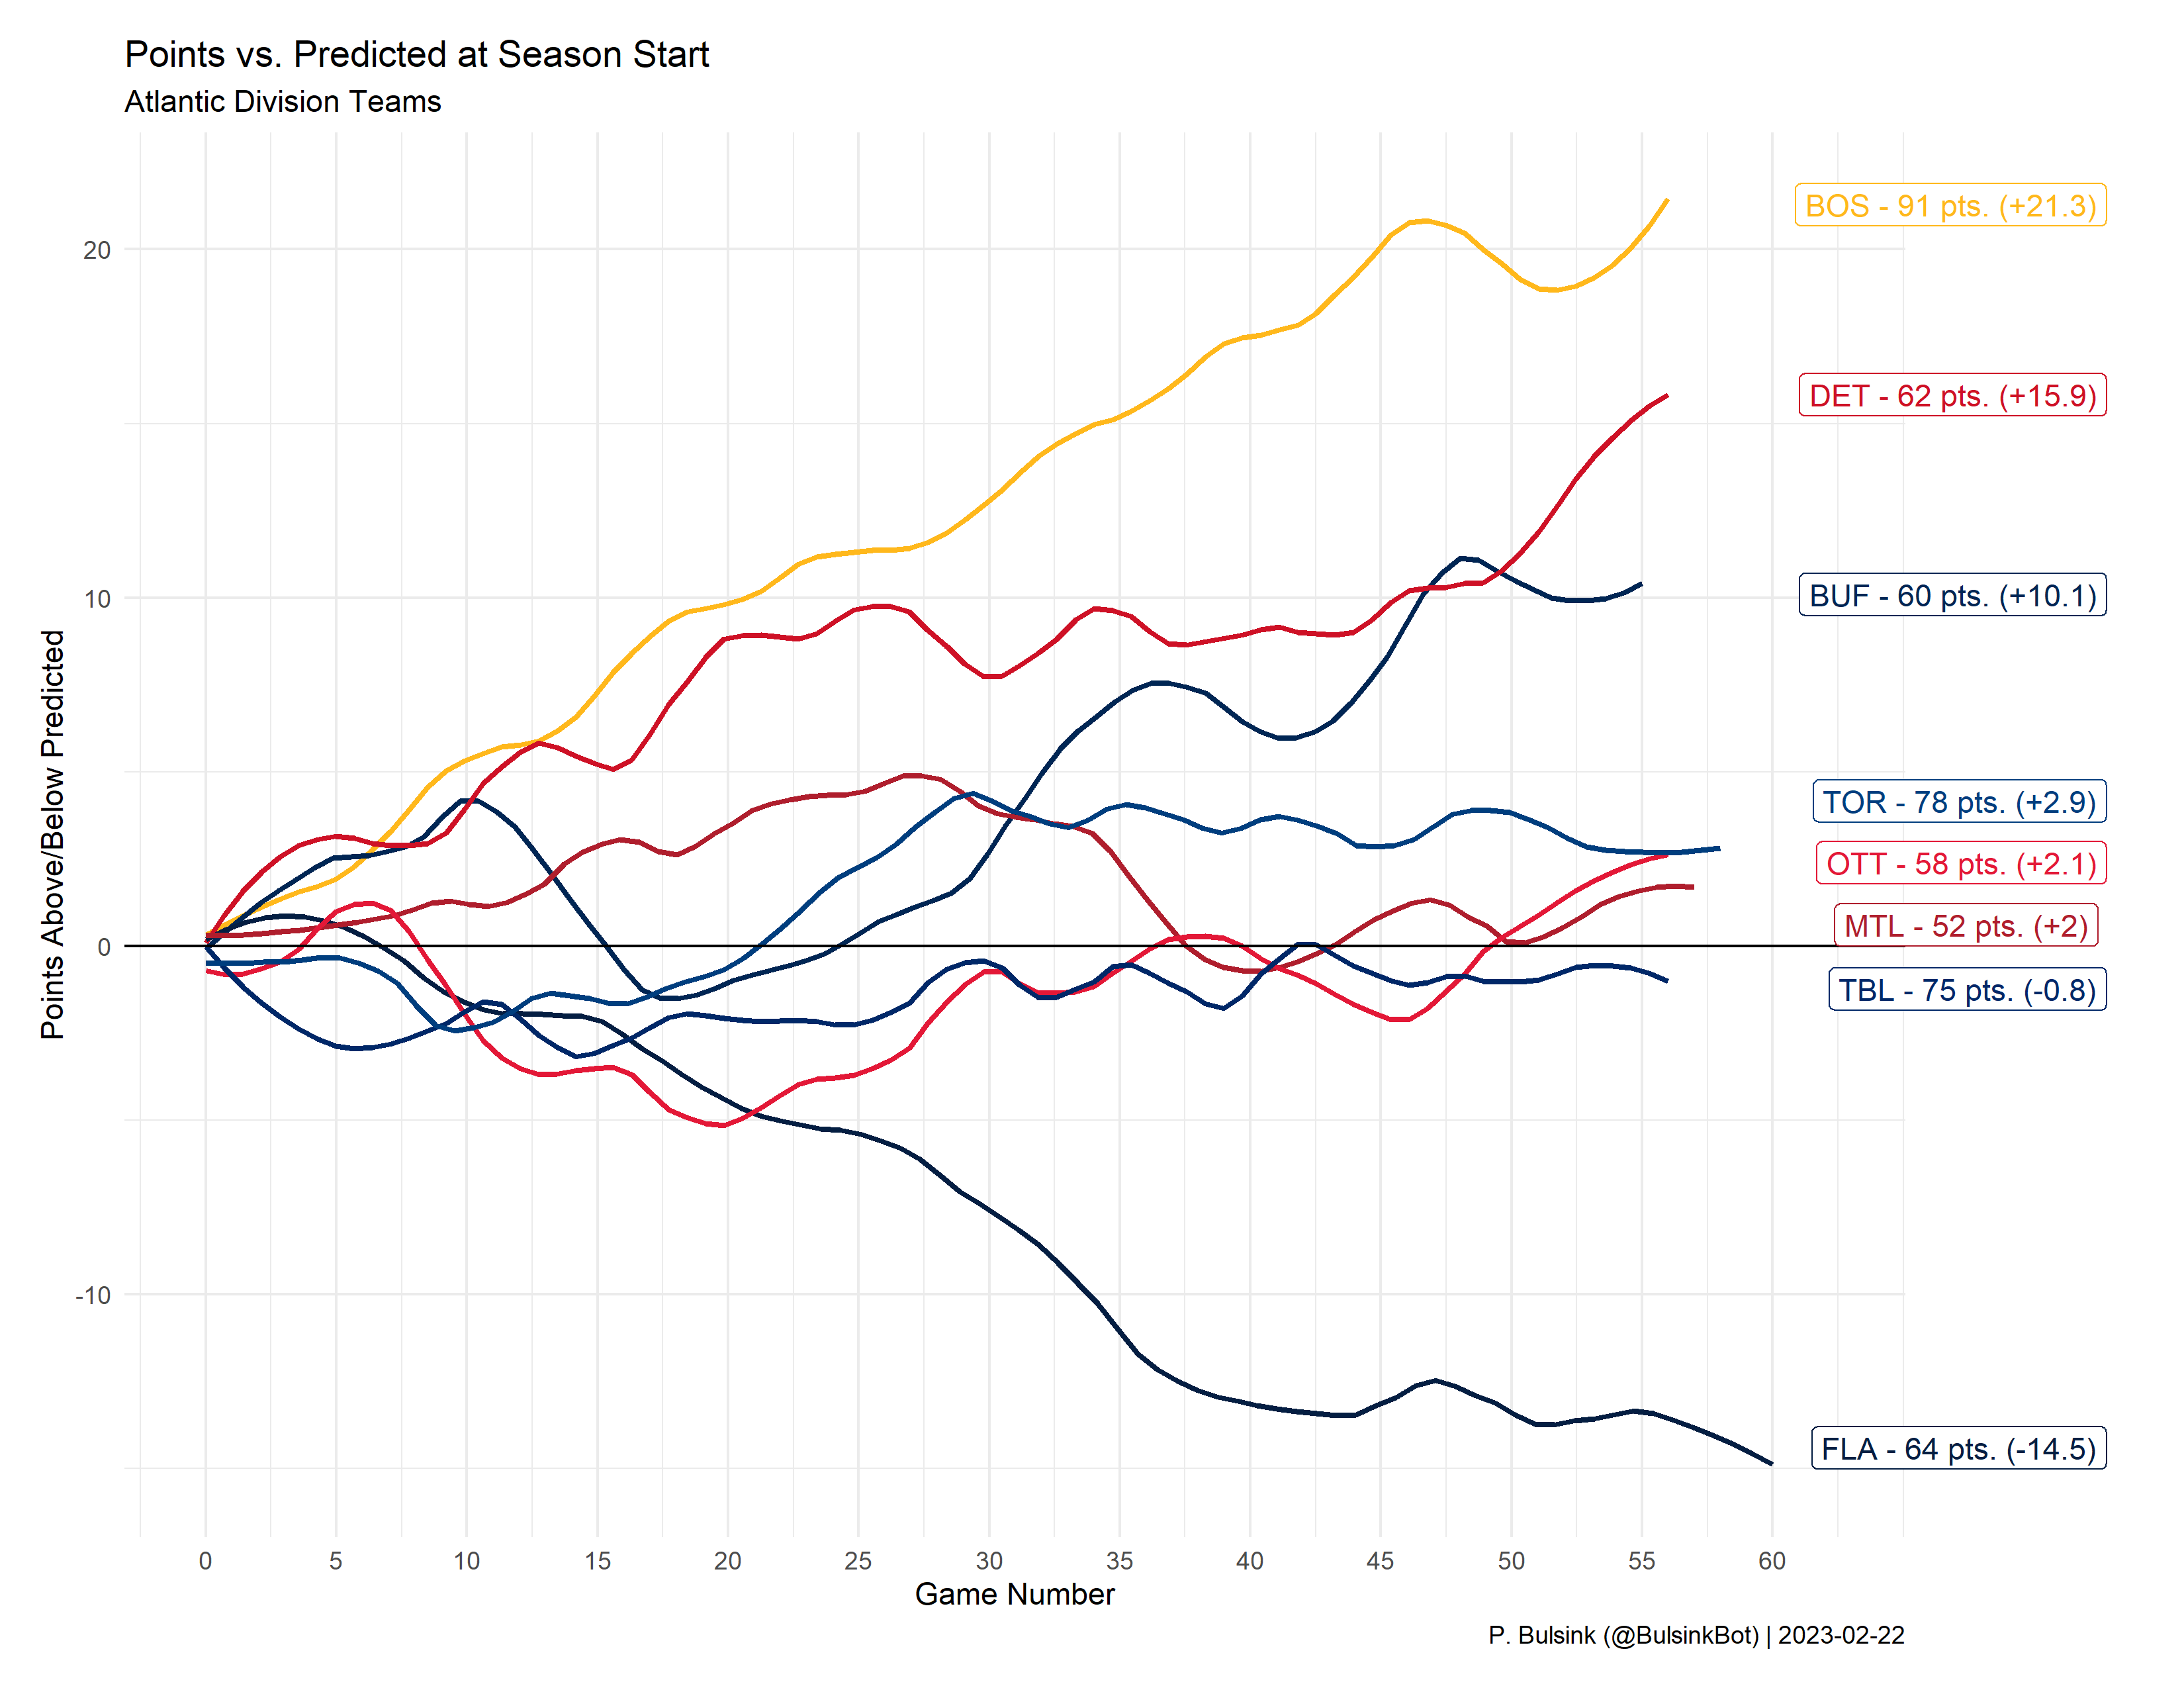 Points vs. Predicted at Season Start
Atlantic Division Teams
Points Above/Below Predicted
20
10
0
-10
BOS - 91 pts. (+21.3)
DET - 62 pts. (+15.9)
BUF - 60 pts. (+10.1)
TOR - 78 pts. (+2.9)
OTT - 58 pts. (+2.1)
MTL - 52 pts. (+2)
TBL - 75 pts. (-0.8)
FLA - 64 pts. (-14.5)
0 5 10 15 20 25 30 35 40 45 50 55 60
Game Number
P. Bulsink (@BulsinkBot) | 2023-02-22